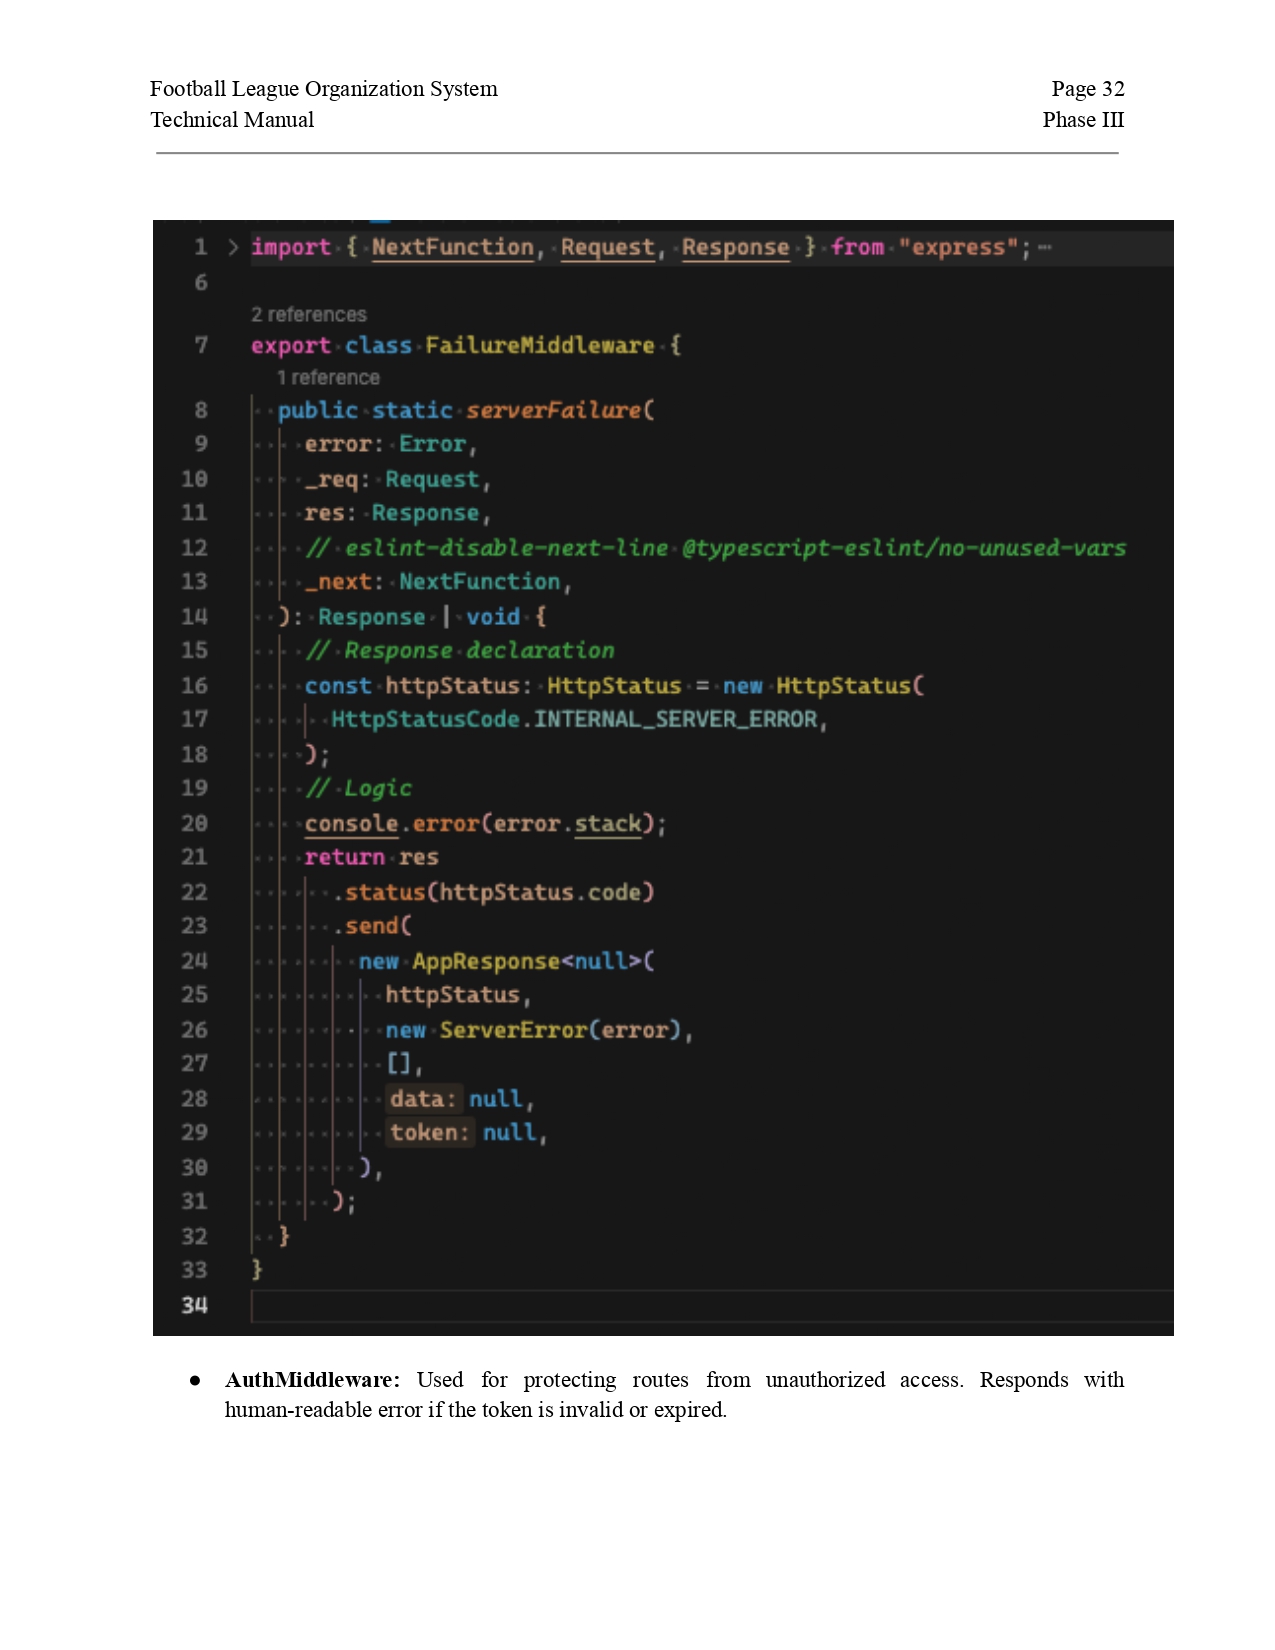 Football League Organization System Page 32
Technical Manual Phase III
1 > import { NextFunction, Request, Response } from "express"; ⋯
6
2 references
7 export class FailureMiddleware {
1 reference
8   public static serverFailure(
9     error: Error,
10     _req: Request,
11     res: Response,
12     // eslint-disable-next-line @typescript-eslint/no-unused-vars
13     _next: NextFunction,
14   ): Response | void {
15     // Response declaration
16     const httpStatus: HttpStatus = new HttpStatus(
17       HttpStatusCode.INTERNAL_SERVER_ERROR,
18     );
19     // Logic
20     console.error(error.stack);
21     return res
22       .status(httpStatus.code)
23       .send(
24         new AppResponse<null>(
25           httpStatus,
26           new ServerError(error),
27           [],
28           data: null,
29           token: null,
30         ),
31       );
32   }
33 }
34
● AuthMiddleware: Used for protecting routes from unauthorized access. Responds with
human-readable error if the token is invalid or expired.